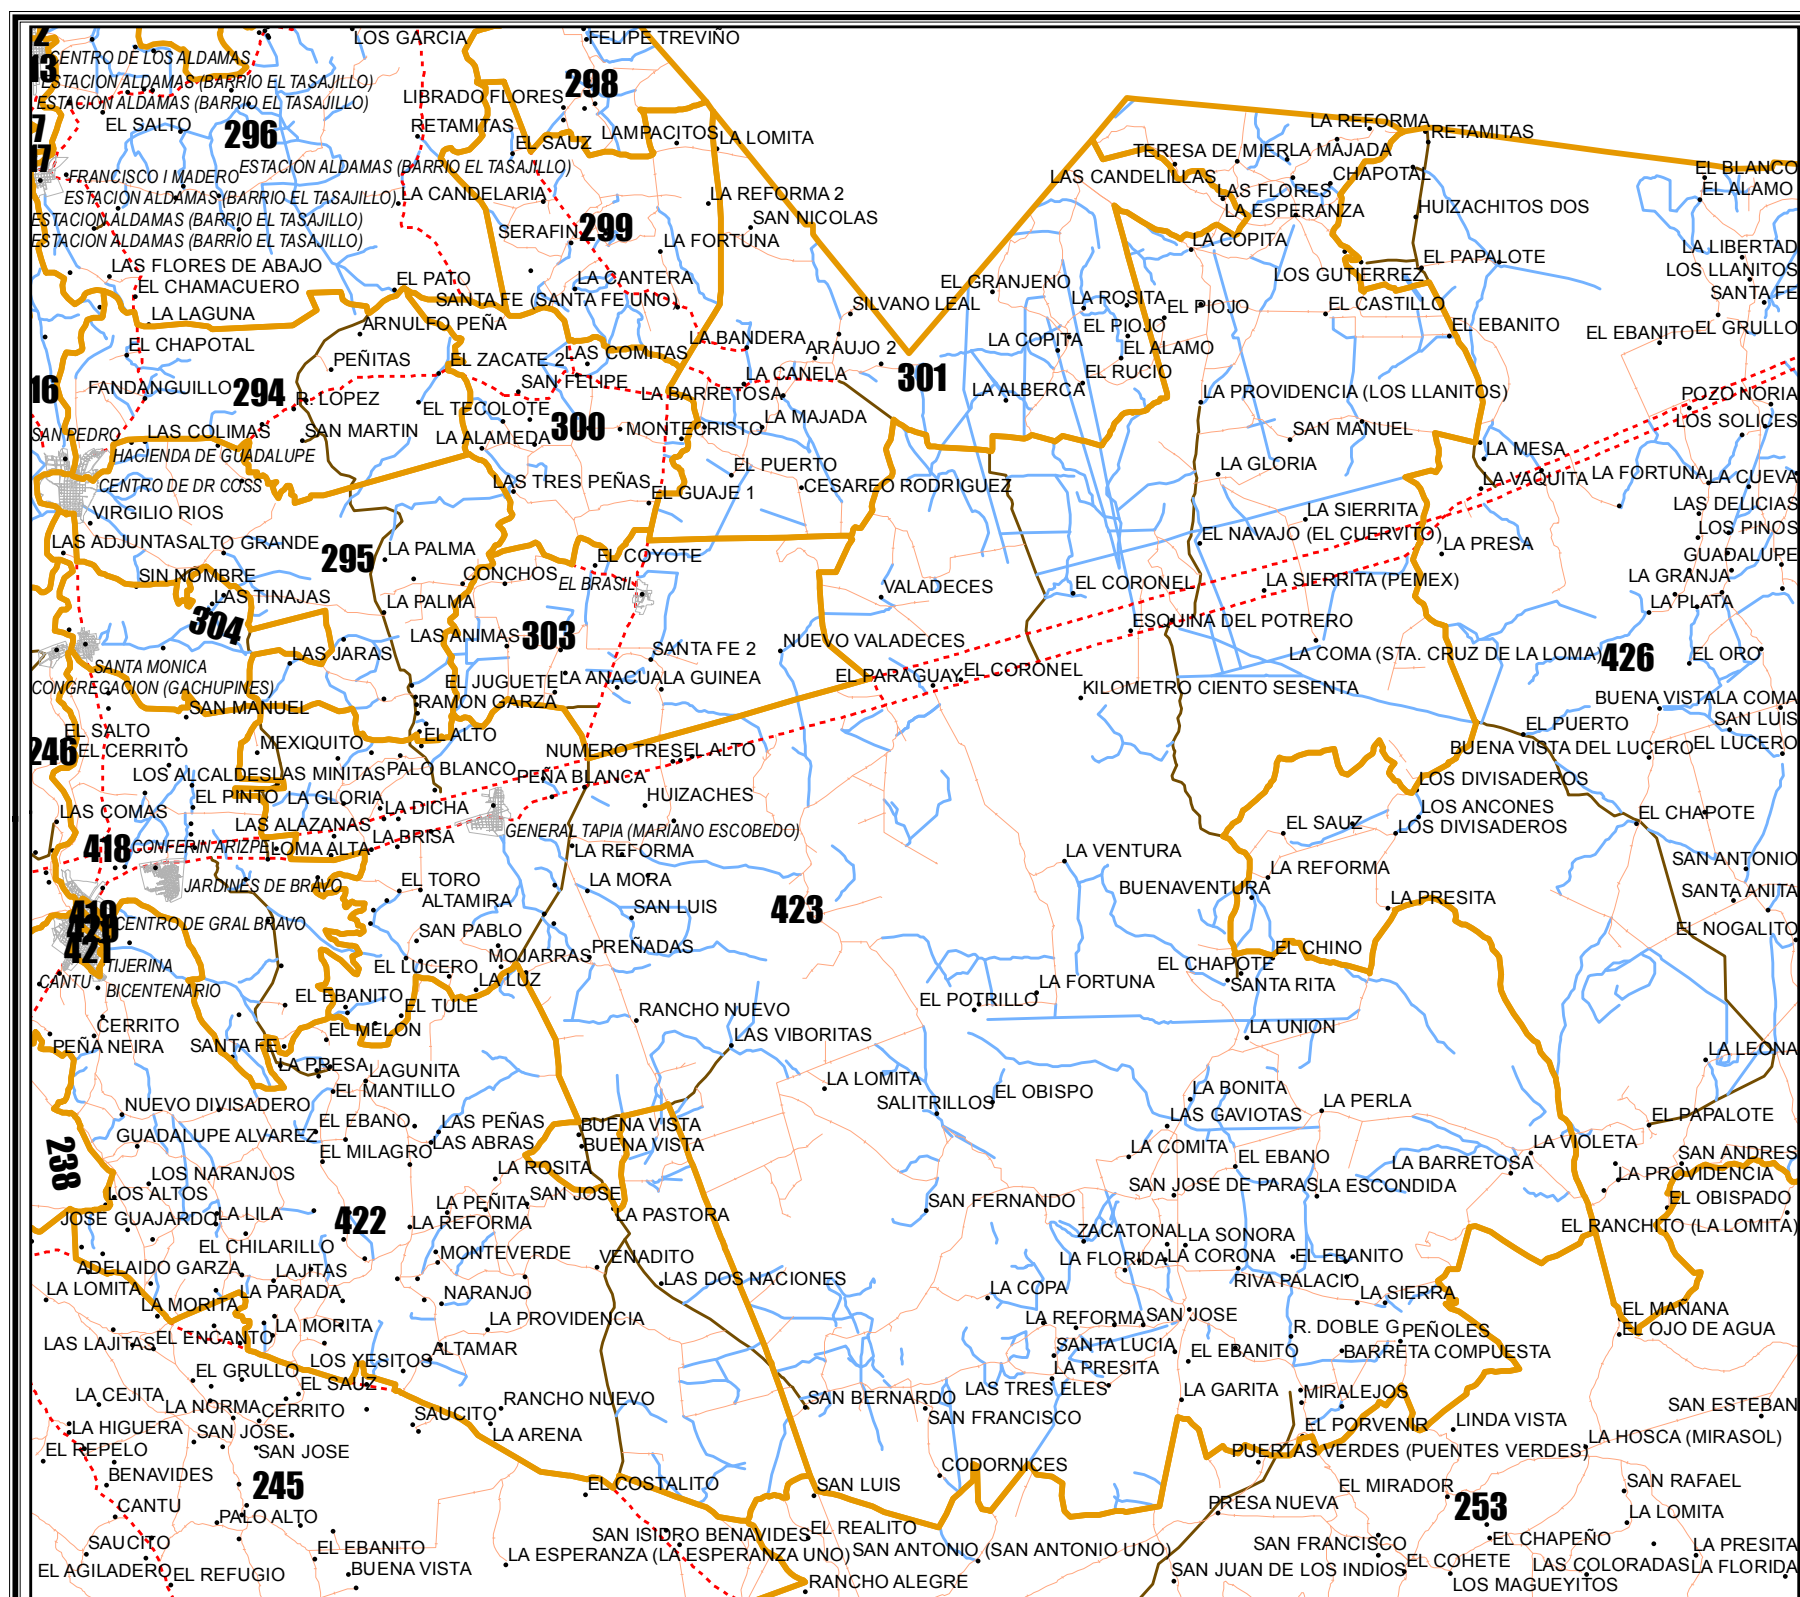 2
LOS GARCIA
FELIPE TREVIÑO
CENTRO DE LOS ALDAMAS
13
ESTACION ALDAMAS (BARRIO EL TASAJILLO)
298
LIBRADO FLORES
ESTACION ALDAMAS (BARRIO EL TASAJILLO)
EL SALTO
7
296
RETAMITAS
EL SAUZ
LAMPACITOS
LA LOMITA
LA REFORMA
RETAMITAS
17
TERESA DE MIER
LA MAJADA
ESTACION ALDAMAS (BARRIO EL TASAJILLO)
FRANCISCO I MADERO
LAS CANDELILLAS
CHAPOTAL
EL BLANCO
EL ALAMO
ESTACION ALDAMAS (BARRIO EL TASAJILLO)
LA CANDELARIA
LA REFORMA 2
LAS FLORES
LA ESPERANZA
HUIZACHITOS DOS
ESTACION ALDAMAS (BARRIO EL TASAJILLO)
SAN NICOLAS
SERAFIN
299
ESTACION ALDAMAS (BARRIO EL TASAJILLO)
LA FORTUNA
LA COPITA
LA LIBERTAD
LAS FLORES DE ABAJO
EL PATO
LA CANTERA
LOS GUTIERREZ
EL PAPALOTE
LOS LLANITOS
EL CHAMACUERO
SANTA FE (SANTA FE UNO)
EL GRANJENO
SANTA FE
SILVANO LEAL
LA ROSITA
EL PIOJO
EL CASTILLO
LA LAGUNA
ARNULFO PEÑA
EL PIOJO
EL EBANITO
EL EBANITO
EL GRULLO
EL CHAPOTAL
PEÑITAS
EL ZACATE 2
LAS COMITAS
LA BANDERA
ARAUJO 2
LA COPITA
EL ALAMO
16
FANDANGUILLO
294
SAN FELIPE
LA CANELA
301
EL RUCIO
R. LOPEZ
LA BARRETOSA
LA ALBERCA
LA PROVIDENCIA (LOS LLANITOS)
POZO NORIA
EL TECOLOTE
LA MAJADA
LOS SOLICES
SAN PEDRO
LAS COLIMAS
SAN MARTIN
LA ALAMEDA
300
MONTECRISTO
SAN MANUEL
LA MESA
HACIENDA DE GUADALUPE
EL PUERTO
LA GLORIA
CENTRO DE DR COSS
LAS TRES PEÑAS
EL GUAJE 1
CESAREO RODRIGUEZ
LA VAQUITA
LA FORTUNA
LA CUEVA
VIRGILIO RIOS
LA SIERRITA
LAS DELICIAS
LAS ADJUNTAS
ALTO GRANDE
295
LA PALMA
EL COYOTE
EL NAVAJO (EL CUERVITO)
LA PRESA
LOS PINOS
GUADALUPE
SIN NOMBRE
CONCHOS
EL BRASIL
VALADECES
EL CORONEL
LA SIERRITA (PEMEX)
LA GRANJA
LAS TINAJAS
LA PALMA
LA PLATA
304
LAS ANIMAS
303
SANTA FE 2
NUEVO VALADECES
ESQUINA DEL POTRERO
SANTA MONICA
LAS JARAS
LA COMA (STA. CRUZ DE LA LOMA)
426
EL ORO
CONGREGACION (GACHUPINES)
EL JUGUETE
LA ANACUA
LA GUINEA
EL PARAGUAY
EL CORONEL
KILOMETRO CIENTO SESENTA
BUENA VISTA
LA COMA
SAN MANUEL
RAMON GARZA
SAN LUIS
EL SALTO
EL ALTO
EL PUERTO
246
EL CERRITO
MEXIQUITO
NUMERO TRES
EL ALTO
BUENA VISTA DEL LUCERO
EL LUCERO
LOS ALCALDES
LAS MINITAS
PALO BLANCO
PEÑA BLANCA
LOS DIVISADEROS
EL PINTO
LA GLORIA
LA DICHA
HUIZACHES
LOS ANCONES
EL CHAPOTE
LAS COMAS
LAS ALAZANAS
LA BRISA
GENERAL TAPIA (MARIANO ESCOBEDO)
EL SAUZ
LOS DIVISADEROS
418
CONFERIN ARIZPE
LOMA ALTA
LA REFORMA
LA VENTURA
SAN ANTONIO
LA REFORMA
JARDINES DE BRAVO
EL TORO
LA MORA
BUENAVENTURA
SANTA ANITA
ALTAMIRA
LA PRESITA
419
CENTRO DE GRAL BRAVO
SAN LUIS
423
SAN PABLO
EL NOGALITO
421
MOJARRAS
PREÑADAS
EL CHINO
TIJERINA
EL LUCERO
EL CHAPOTE
CANTU
BICENTENARIO
LA LUZ
LA FORTUNA
SANTA RITA
EL EBANITO
EL TULE
EL POTRILLO
CERRITO
EL MELON
RANCHO NUEVO
LA UNION
PEÑA NEIRA
SANTA FE
LAS VIBORITAS
LA LEONA
LA PRESA
LAGUNITA
EL MANTILLO
LA LOMITA
EL OBISPO
LA BONITA
NUEVO DIVISADERO
SALITRILLOS
LA PERLA
EL EBANO
LAS PEÑAS
BUENA VISTA
LAS GAVIOTAS
EL PAPALOTE
GUADALUPE ALVAREZ
LAS ABRAS
BUENA VISTA
LA COMITA
LA VIOLETA
238
EL MILAGRO
EL EBANO
LA BARRETOSA
SAN ANDRES
LOS NARANJOS
LA ROSITA
LA PROVIDENCIA
LOS ALTOS
LA PEÑITA
SAN JOSE
SAN FERNANDO
SAN JOSE DE PARAS
LA ESCONDIDA
EL OBISPADO
JOSE GUAJARDO
LA LILA
422
LA REFORMA
LA PASTORA
ZACATONAL
LA SONORA
EL RANCHITO (LA LOMITA)
EL CHILARILLO
MONTEVERDE
VENADITO
LA FLORIDA
LA CORONA
EL EBANITO
ADELAIDO GARZA
LAJITAS
LAS DOS NACIONES
RIVA PALACIO
LA LOMITA
LA PARADA
NARANJO
LA COPA
LA SIERRA
LA MORITA
LA PROVIDENCIA
LA REFORMA
SAN JOSE
EL MAÑANA
LA MORITA
R. DOBLE G
PEÑOLES
EL OJO DE AGUA
LAS LAJITAS
EL ENCANTO
ALTAMAR
SANTA LUCIA
EL EBANITO
BARRETA COMPUESTA
EL GRULLO
LOS YESITOS
LA PRESITA
EL SAUZ
LAS TRES ELES
LA GARITA
MIRALEJOS
LA CEJITA
LA NORMA
CERRITO
RANCHO NUEVO
SAN BERNARDO
SAN ESTEBAN
SAUCITO
SAN FRANCISCO
EL PORVENIR
LINDA VISTA
LA HIGUERA
SAN JOSE
LA ARENA
LA HOSCA (MIRASOL)
EL REPELO
SAN JOSE
PUERTAS VERDES (PUENTES VERDES)
BENAVIDES
CODORNICES
245
EL COSTALITO
SAN LUIS
EL MIRADOR
SAN RAFAEL
CANTU
PALO ALTO
PRESA NUEVA
253
LA LOMITA
SAN ISIDRO BENAVIDES
EL REALITO
SAUCITO
EL EBANITO
LA ESPERANZA (LA ESPERANZA UNO)
SAN ANTONIO (SAN ANTONIO UNO)
SAN FRANCISCO
EL CHAPEÑO
LA PRESITA
EL AGILADERO
EL REFUGIO
BUENA VISTA
SAN JUAN DE LOS INDIOS
EL COHETE
LAS COLORADAS
LA FLORIDA
RANCHO ALEGRE
LOS MAGUEYITOS